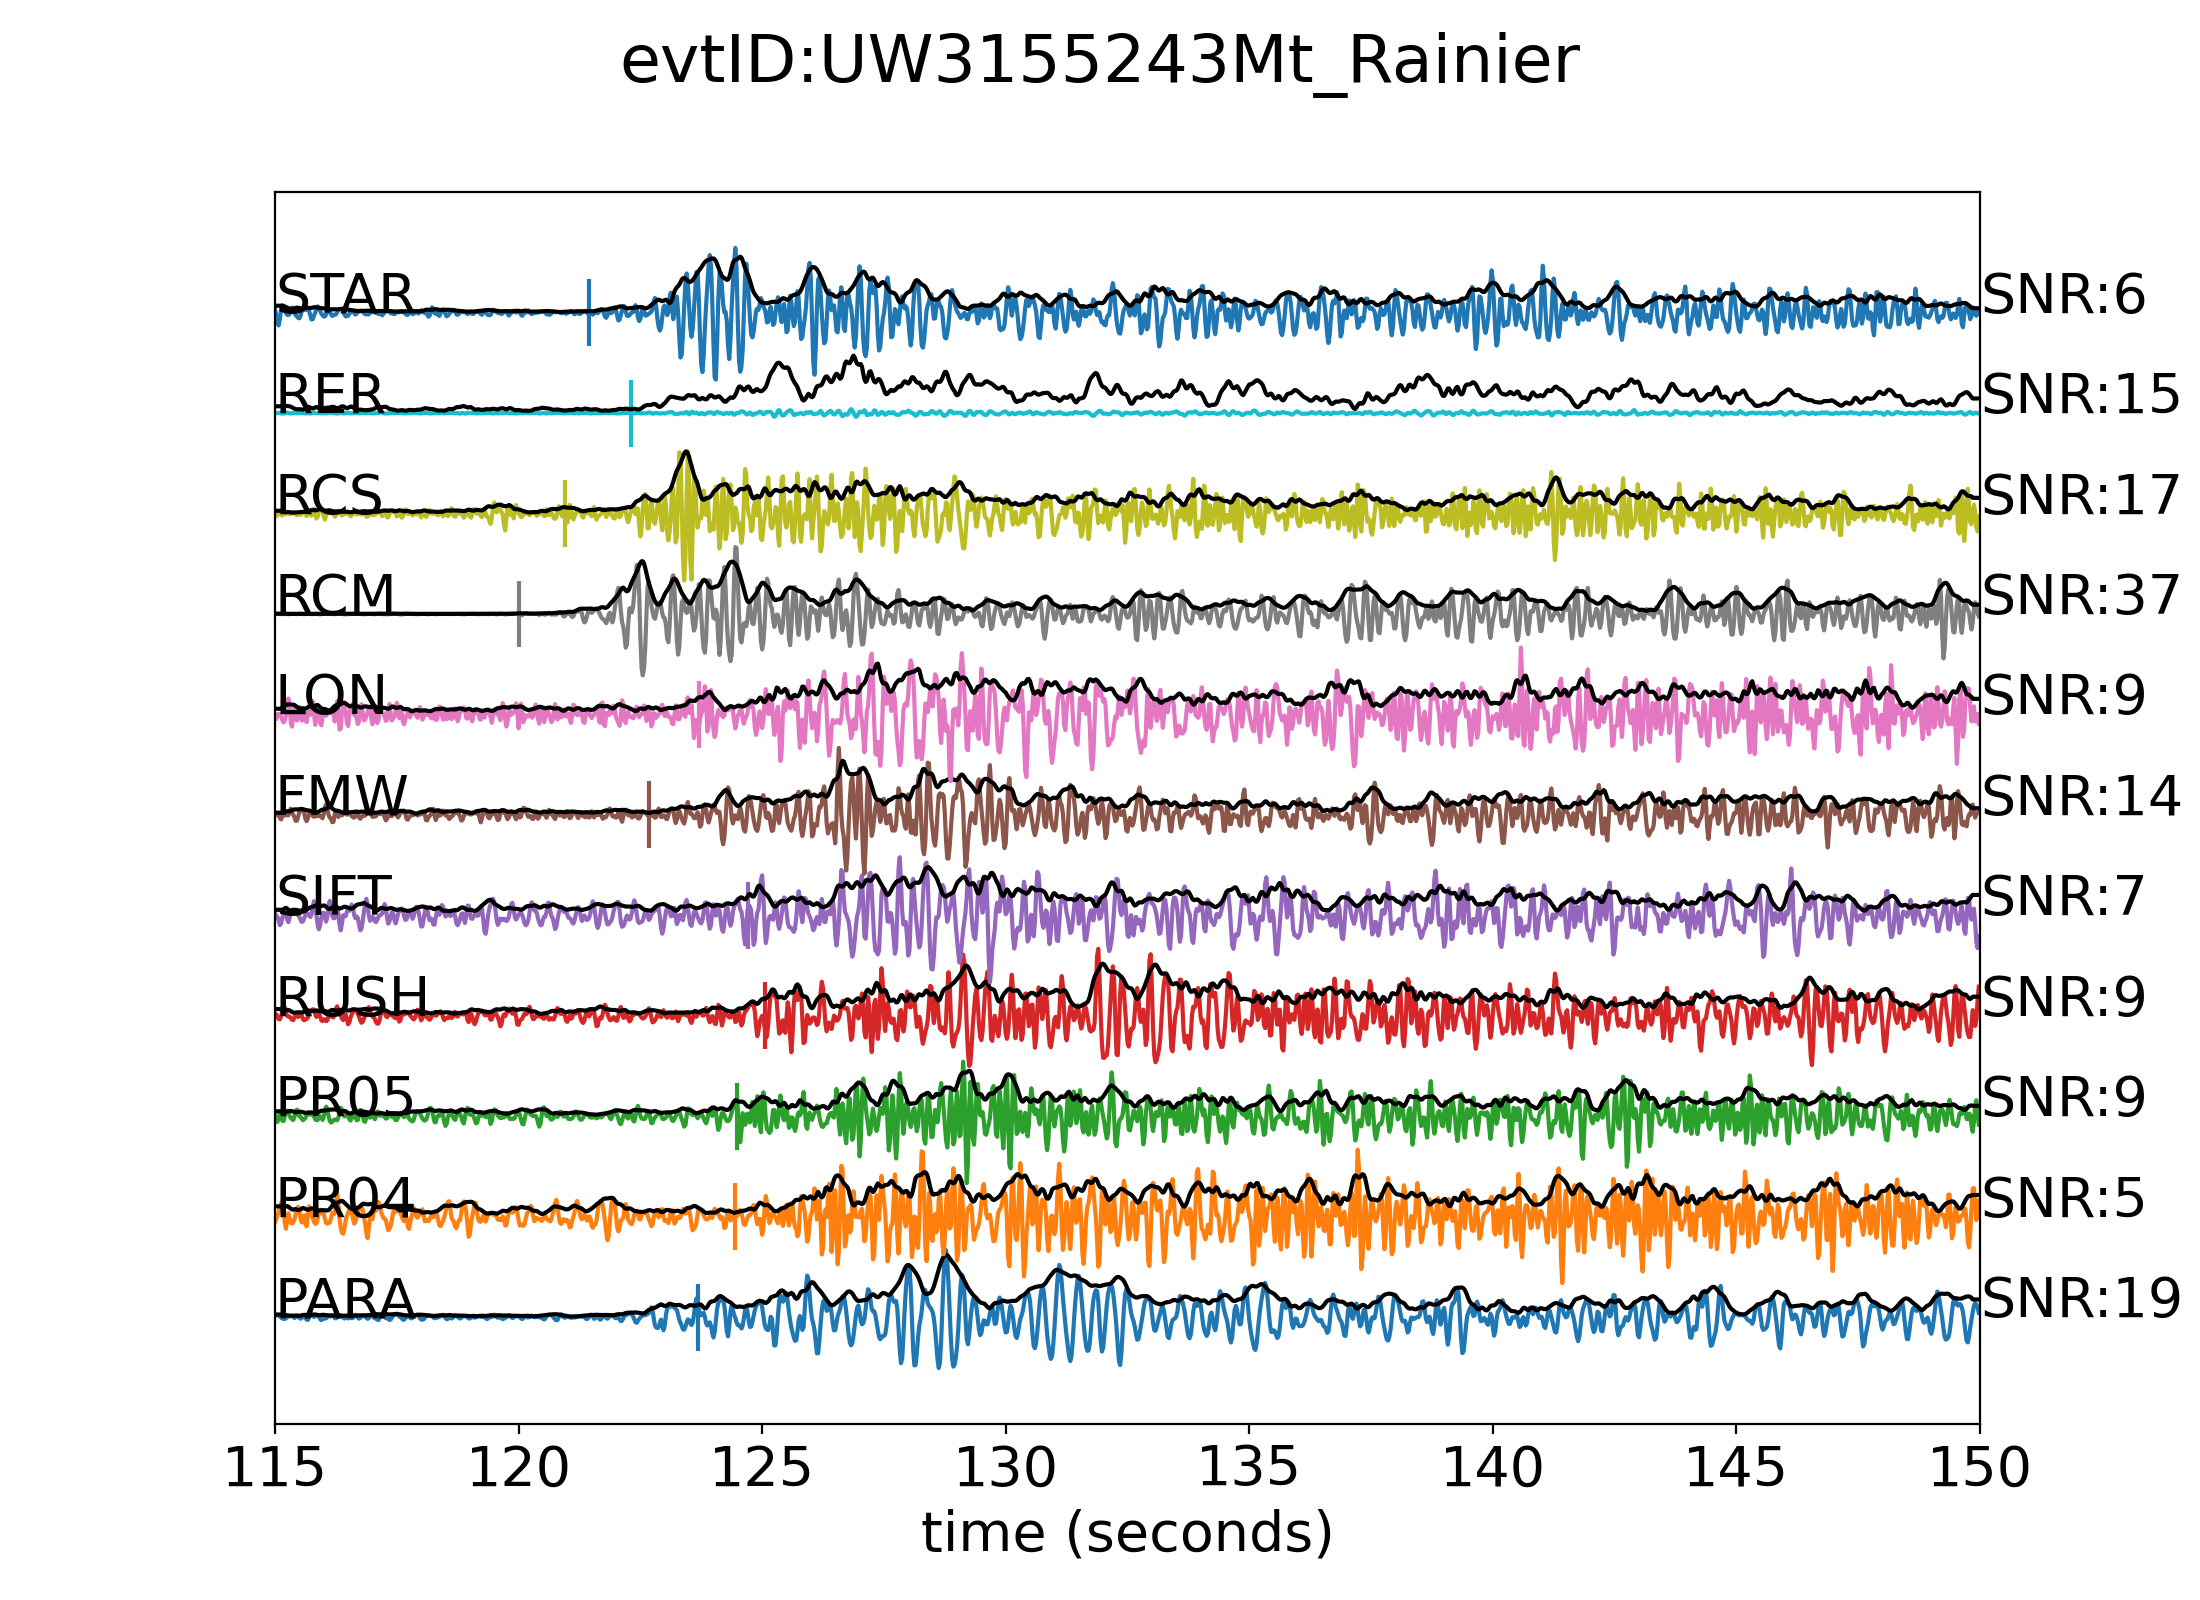 evtID:UW3155243Mt_Rainier
STAR SNR:6
RER SNR:15
RCS SNR:17
RCM SNR:37
LON SNR:9
FMW SNR:14
SIFT SNR:7
RUSH SNR:9
PR05 SNR:9
PR04 SNR:5
PARA SNR:19
115 120 125 130 135 140 145 150
time (seconds)